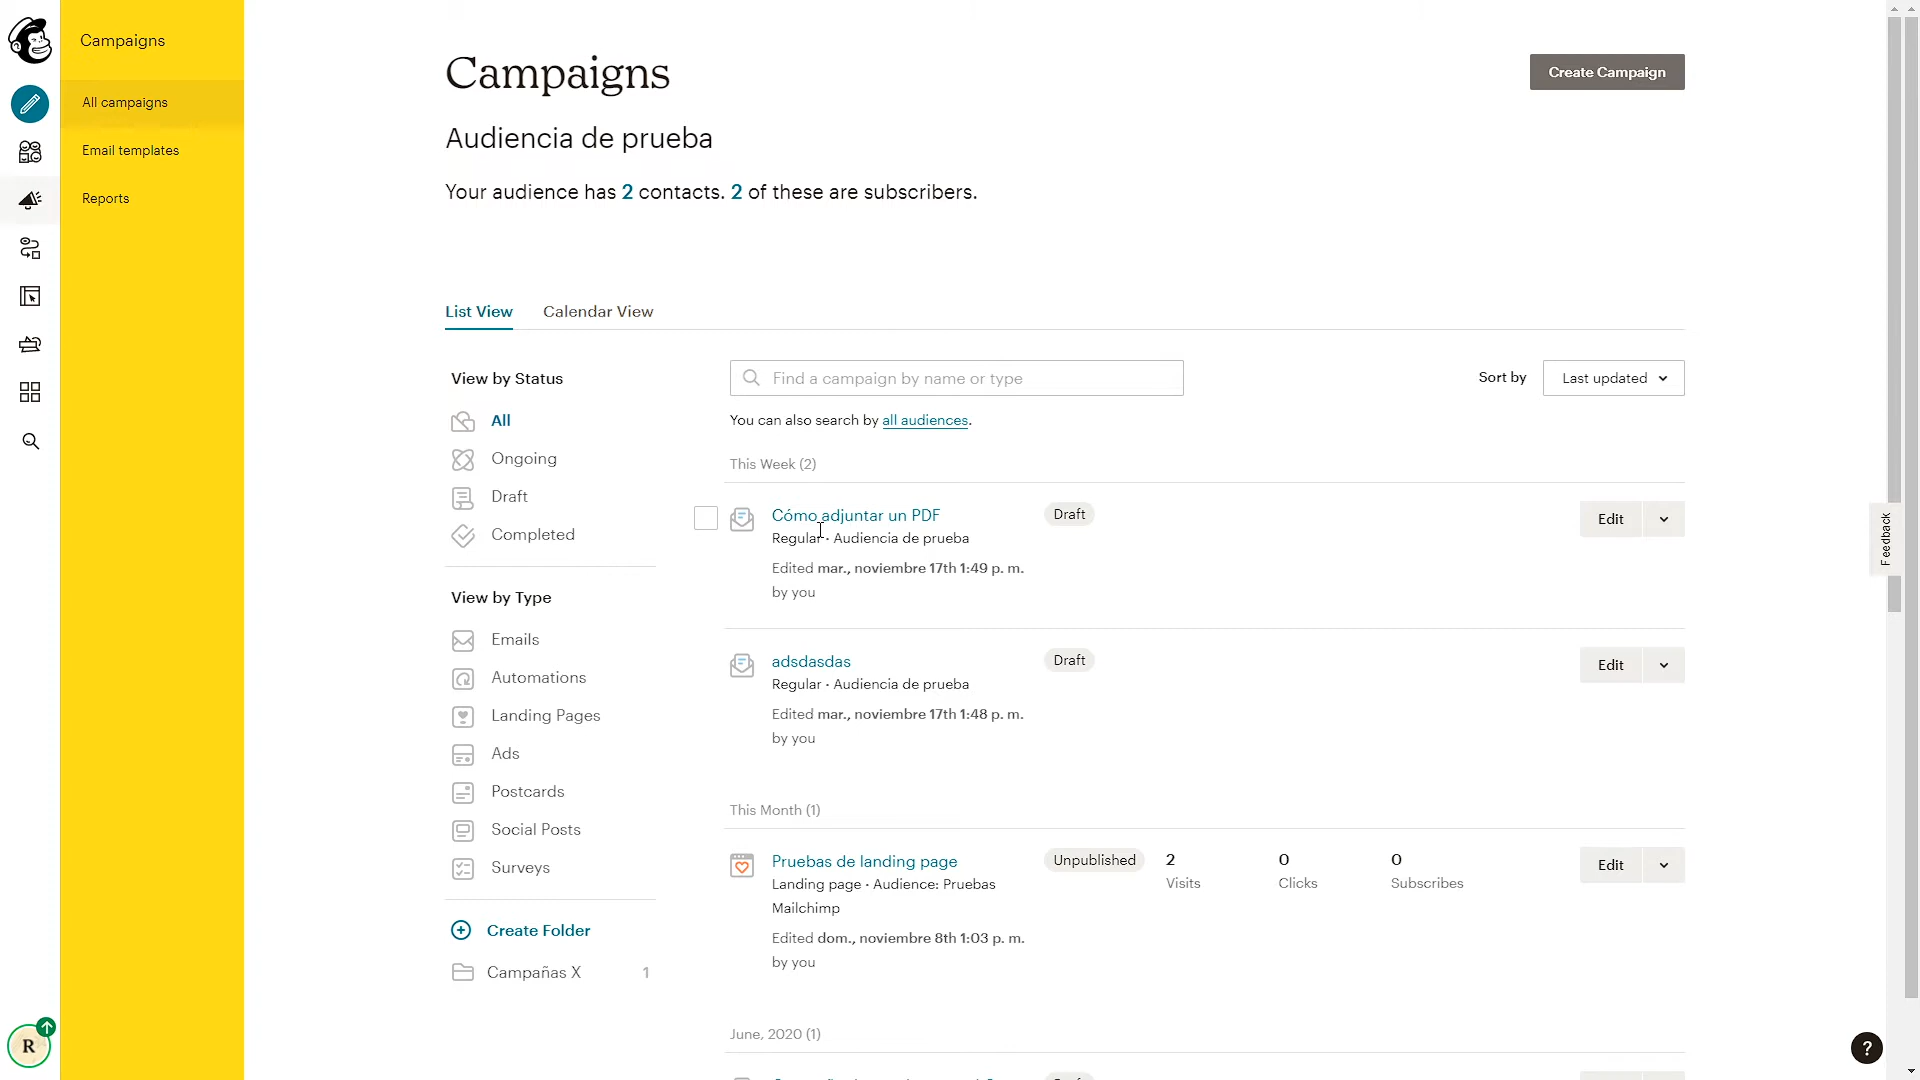 Campaigns
All campaigns
Email templates
Reports
R
Campaigns
Create Campaign
Audiencia de prueba
Your audience has 2 contacts. 2 of these are subscribers.
List View
Calendar View
View by Status
All
Ongoing
Draft
Completed
View by Type
Emails
Automations
Landing Pages
Ads
Postcards
Social Posts
Surveys
Create Folder
Campañas X 1
Find a campaign by name or type
Sort by Last updated
You can also search by all audiences.
This Week (2)
Cómo adjuntar un PDF Draft Edit
Regular · Audiencia de prueba
Edited mar., noviembre 17th 1:49 p. m.
by you
adsdasdas Draft Edit
Regular · Audiencia de prueba
Edited mar., noviembre 17th 1:48 p. m.
by you
This Month (1)
Pruebas de landing page Unpublished 2 0 0 Edit
Landing page · Audience: Pruebas Visits Clicks Subscribes
Mailchimp
Edited dom., noviembre 8th 1:03 p. m.
by you
June, 2020 (1)
Feedback
?